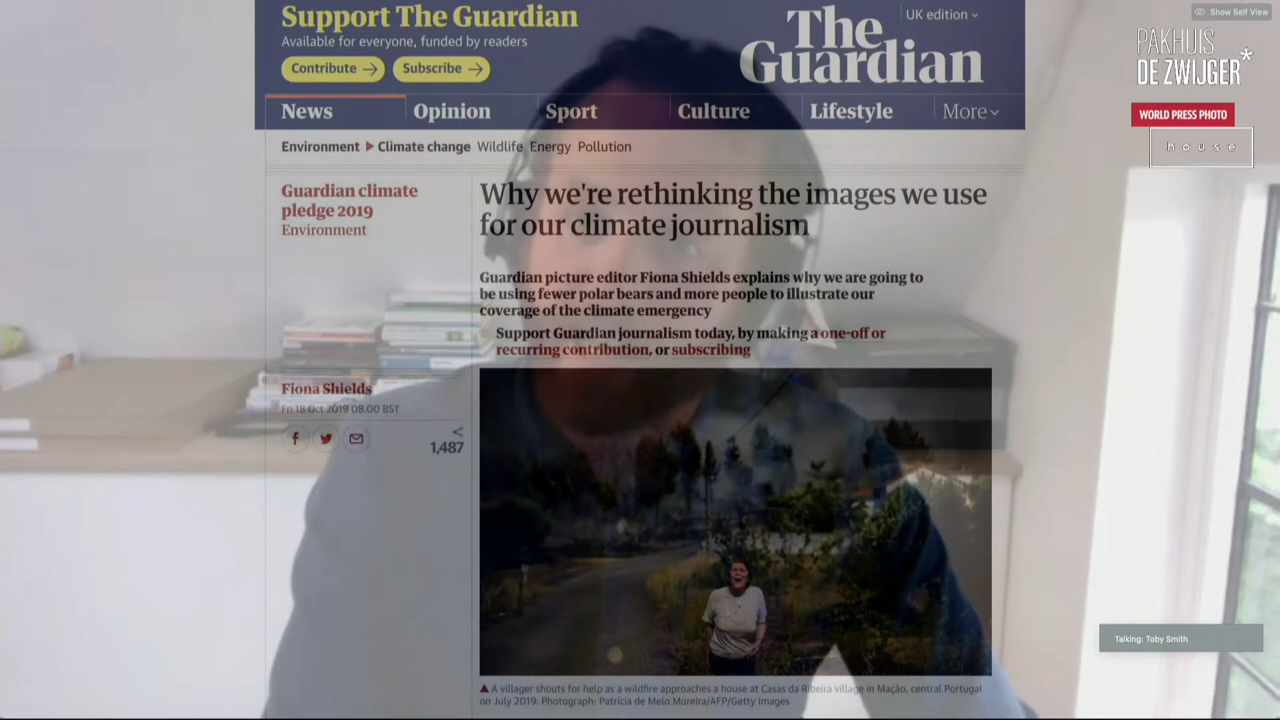 Support The Guardian
Available for everyone, funded by readers
Contribute →
Subscribe →
UK edition
The
Guardian
News
Opinion
Sport
Culture
Lifestyle
More
Environment
Climate change
Wildlife
Energy
Pollution
Guardian climate
pledge 2019
Environment
Why we're rethinking the images we use
for our climate journalism
Guardian picture editor Fiona Shields explains why we are going to
be using fewer polar bears and more people to illustrate our
coverage of the climate emergency
Support Guardian journalism today, by making a one-off or
recurring contribution, or subscribing
Fiona Shields
Fri 18 Oct 2019 08.00 BST
1,487
A villager shouts for help as a wildfire approaches a house at Casas da Ribeira village in Mação, central Portugal
on July 2019. Photograph: Patrícia de Melo Moreira/AFP/Getty Images
Show Self View
PAKHUIS
DE ZWIJGER*
WORLD PRESS PHOTO
house
Talking: Toby Smith